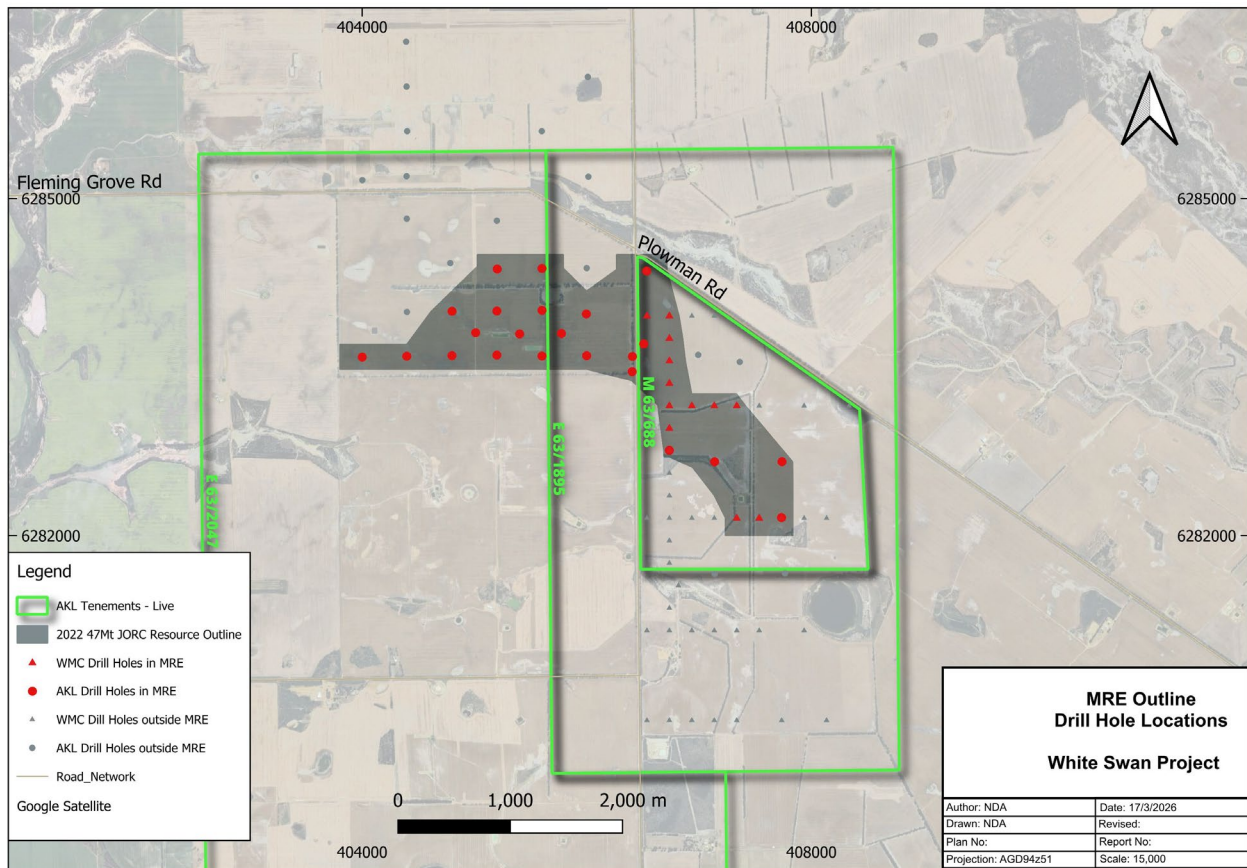 404000
408000
Fleming Grove Rd
6285000
6285000
Plowman Rd
M 63/688
E 63/1895
E 63/2047
6282000
6282000
Legend
AKL Tenements - Live
2022 47Mt JORC Resource Outline
WMC Drill Holes in MRE
AKL Drill Holes in MRE
WMC Dill Holes outside MRE
AKL Drill Holes outside MRE
Road_Network
Google Satellite
0 1,000 2,000 m
404000
408000
MRE Outline
Drill Hole Locations
White Swan Project
Author: NDA Date: 17/3/2026
Drawn: NDA Revised:
Plan No: Report No:
Projection: AGD94z51 Scale: 15,000